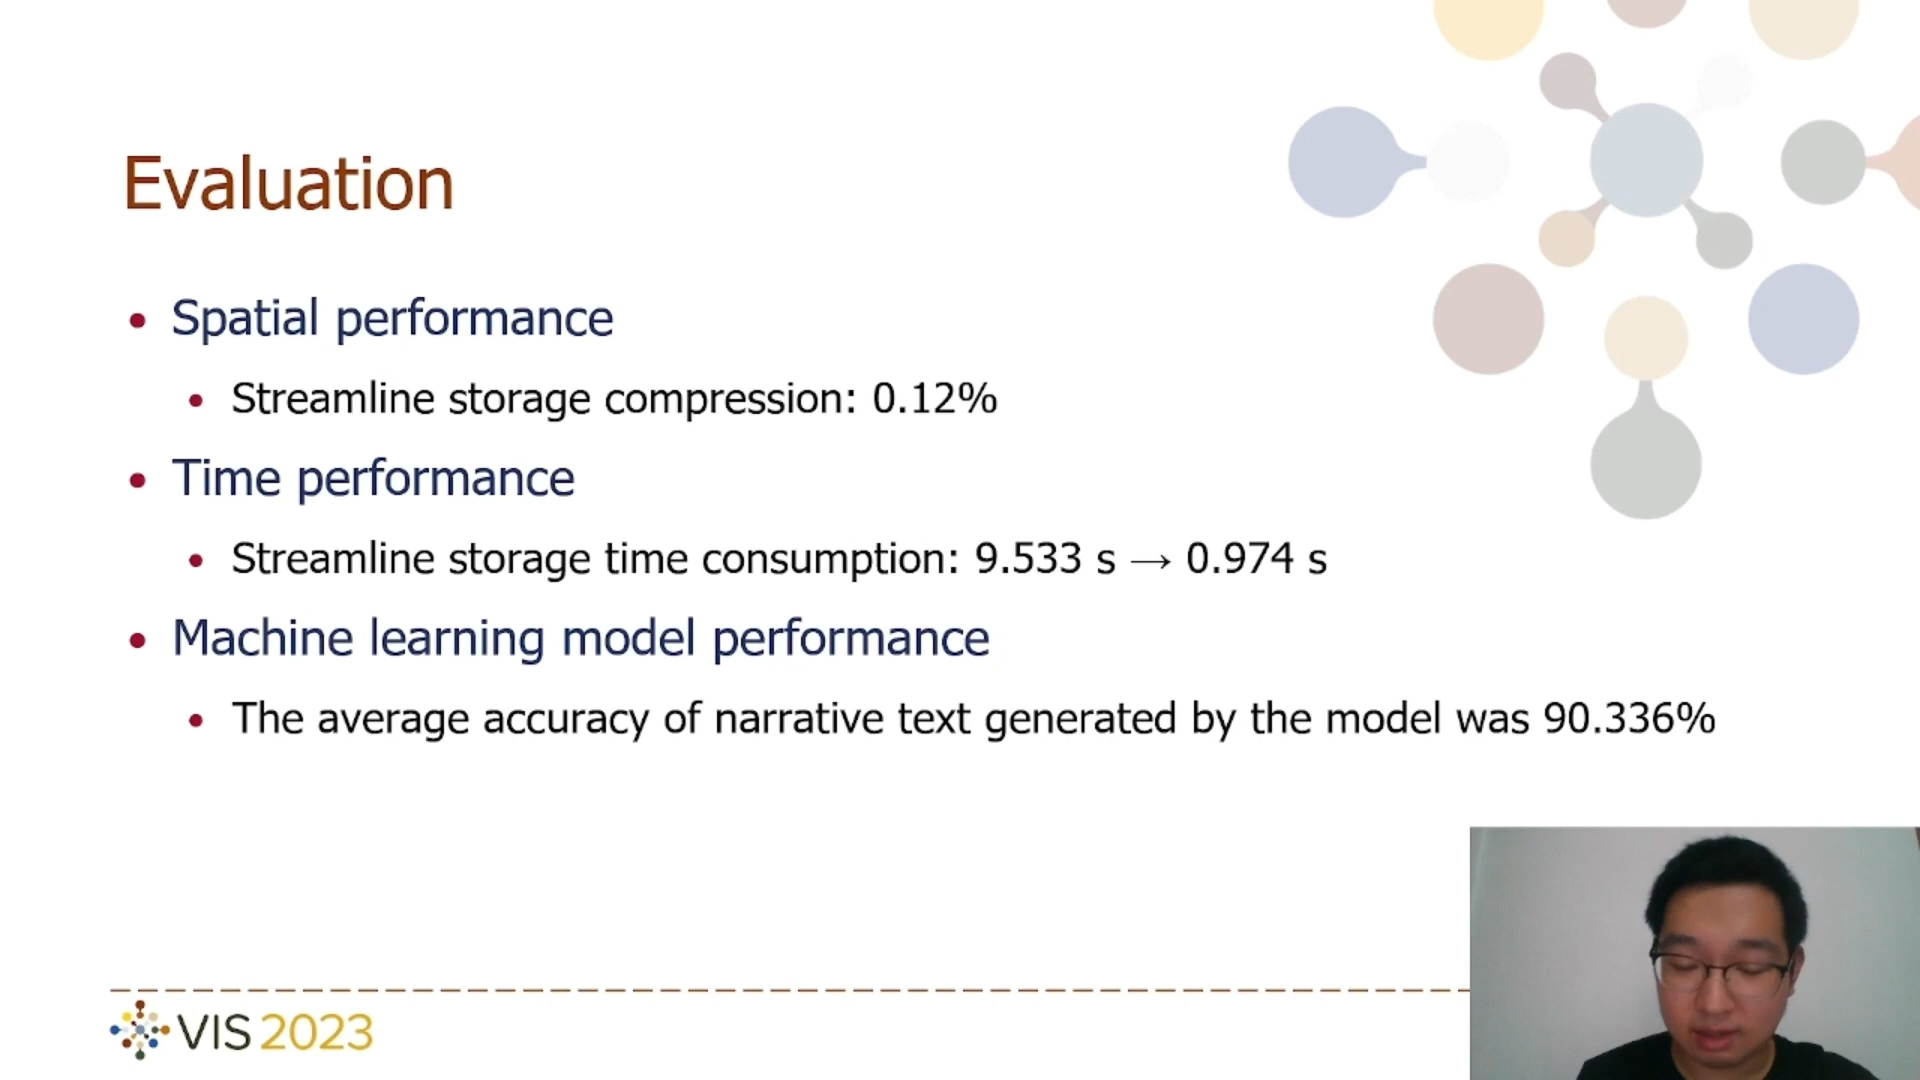 Evaluation
• Spatial performance
• Streamline storage compression: 0.12%
• Time performance
• Streamline storage time consumption: 9.533 s → 0.974 s
• Machine learning model performance
• The average accuracy of narrative text generated by the model was 90.336%
VIS 2023